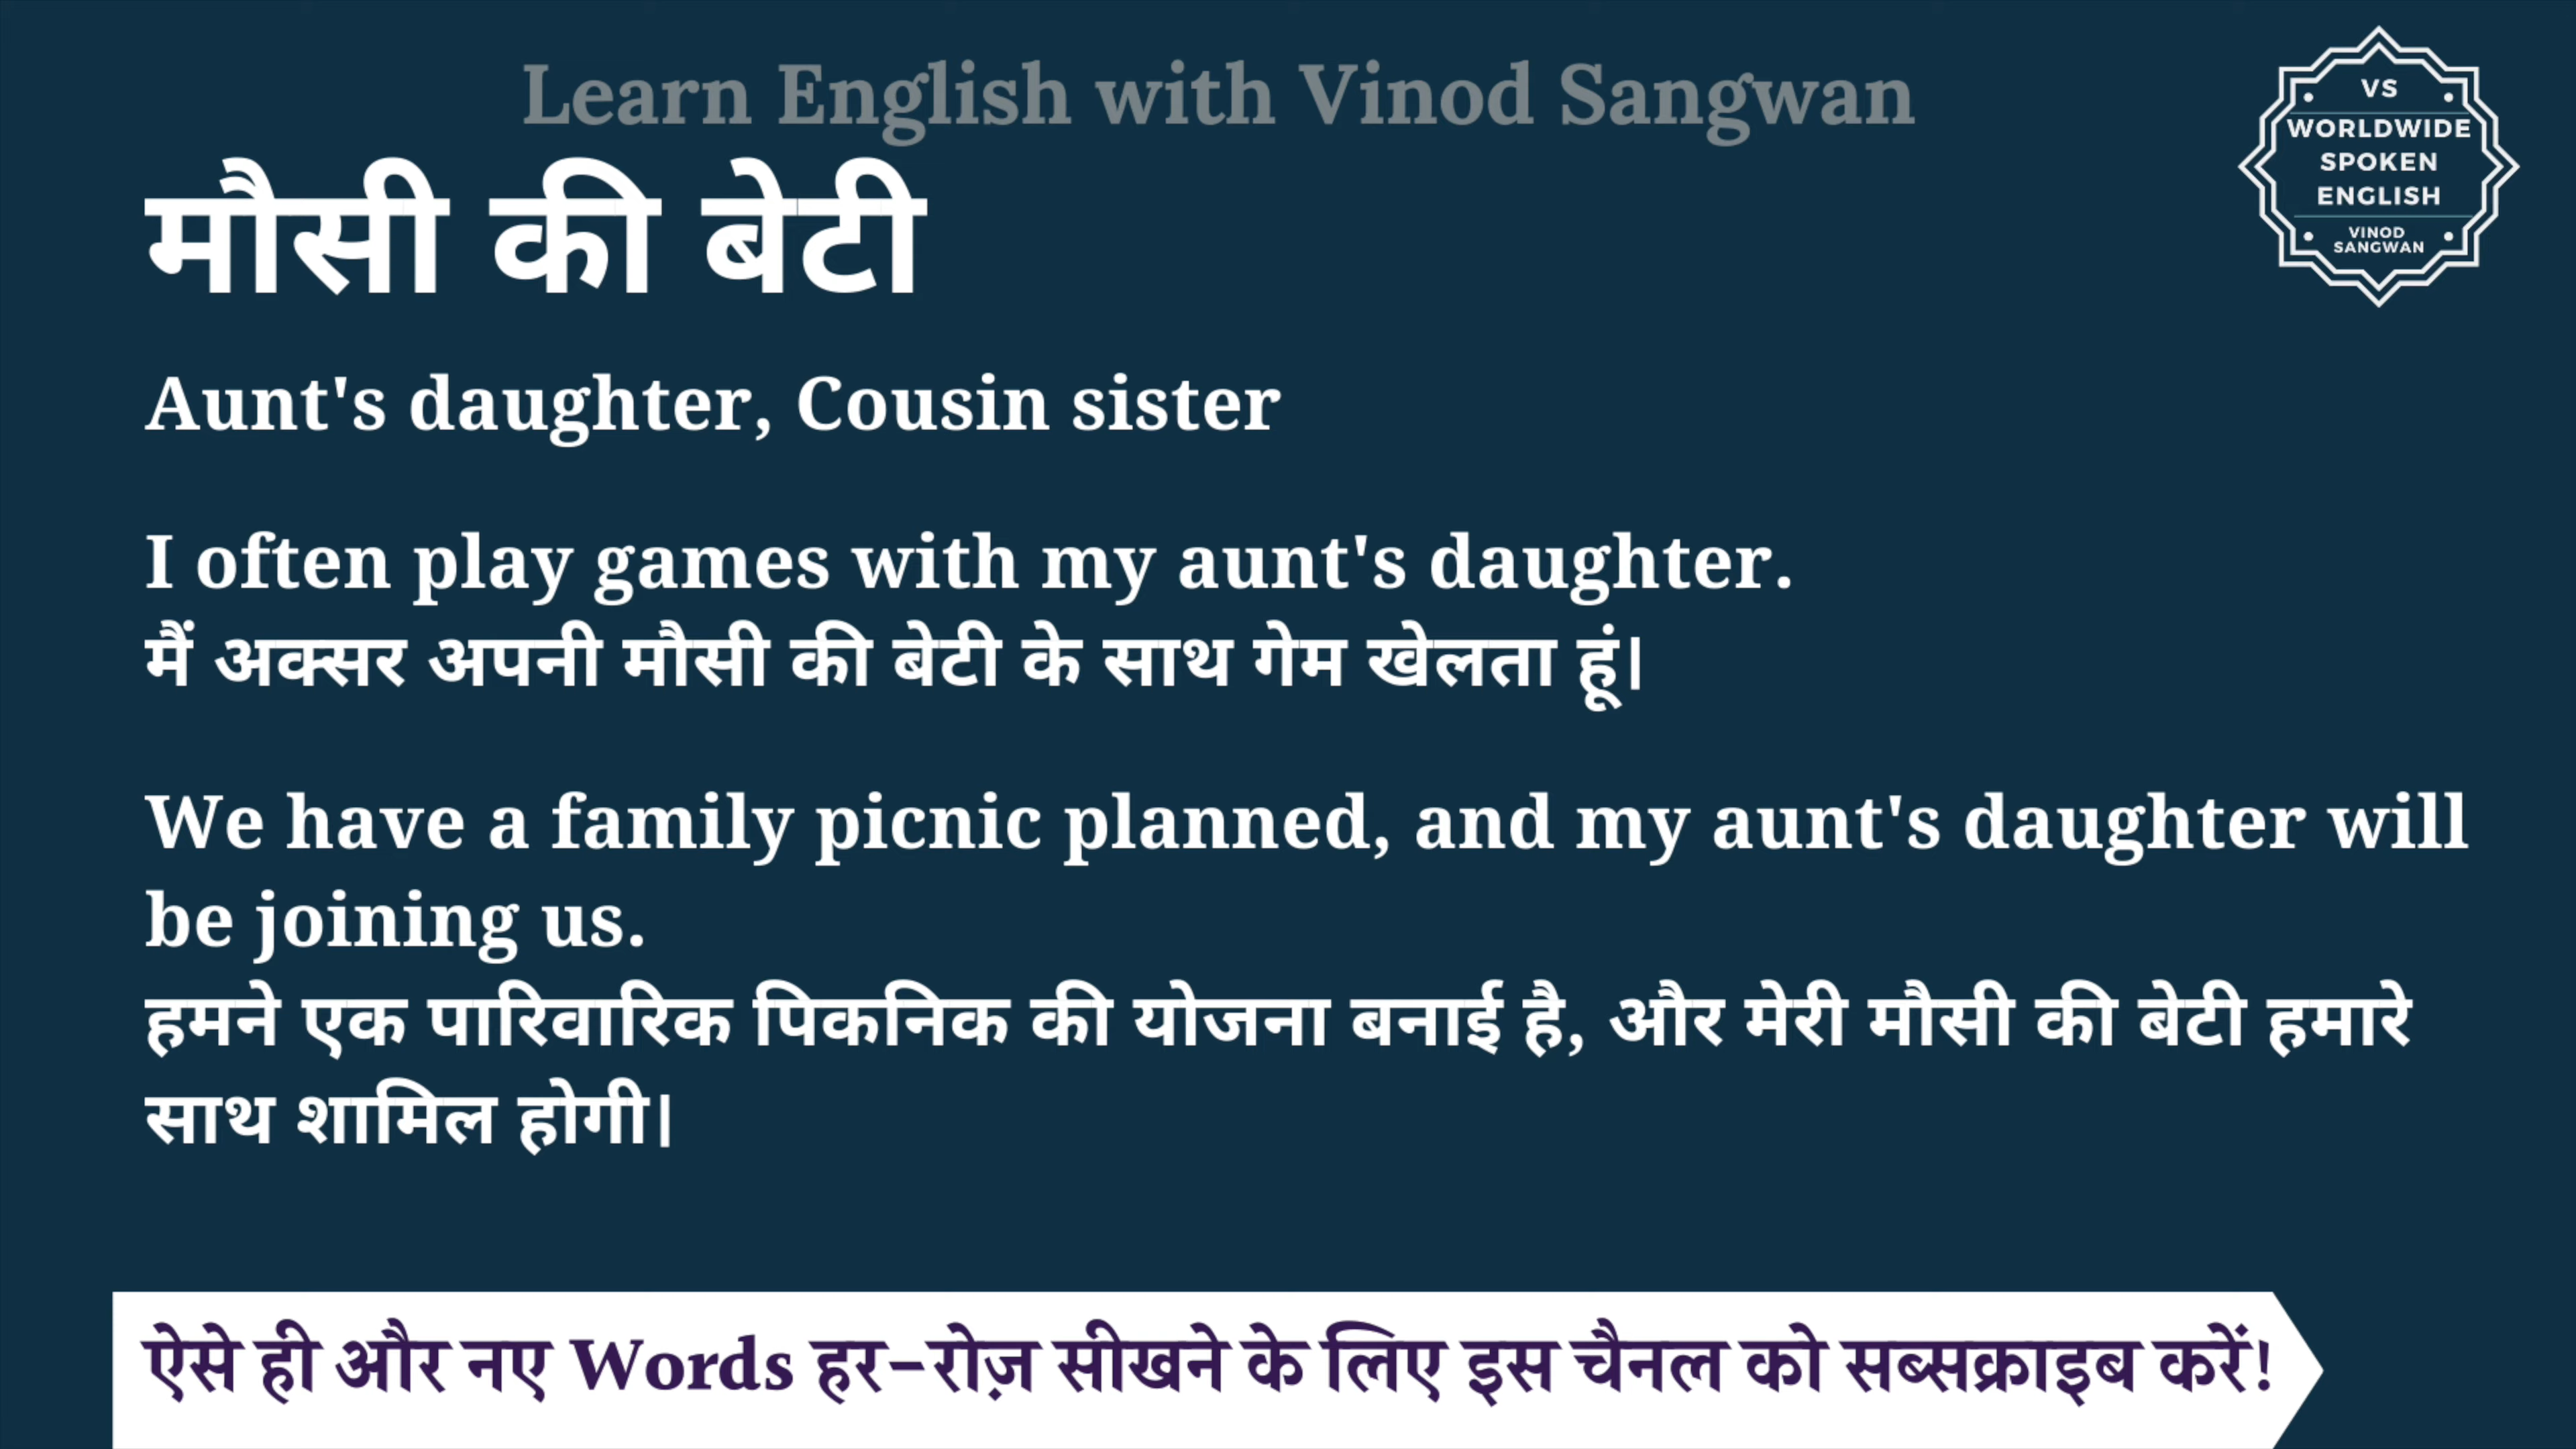 Learn English with Vinod Sangwan
VS
WORLDWIDE
SPOKEN
ENGLISH
VINOD
SANGWAN
मौसी की बेटी
Aunt's daughter, Cousin sister
I often play games with my aunt's daughter.
मैं अक्सर अपनी मौसी की बेटी के साथ गेम खेलता हूं।
We have a family picnic planned, and my aunt's daughter will
be joining us.
हमने एक पारिवारिक पिकनिक की योजना बनाई है, और मेरी मौसी की बेटी हमारे
साथ शामिल होगी।
ऐसे ही और नए Words हर-रोज़ सीखने के लिए इस चैनल को सब्सक्राइब करें!